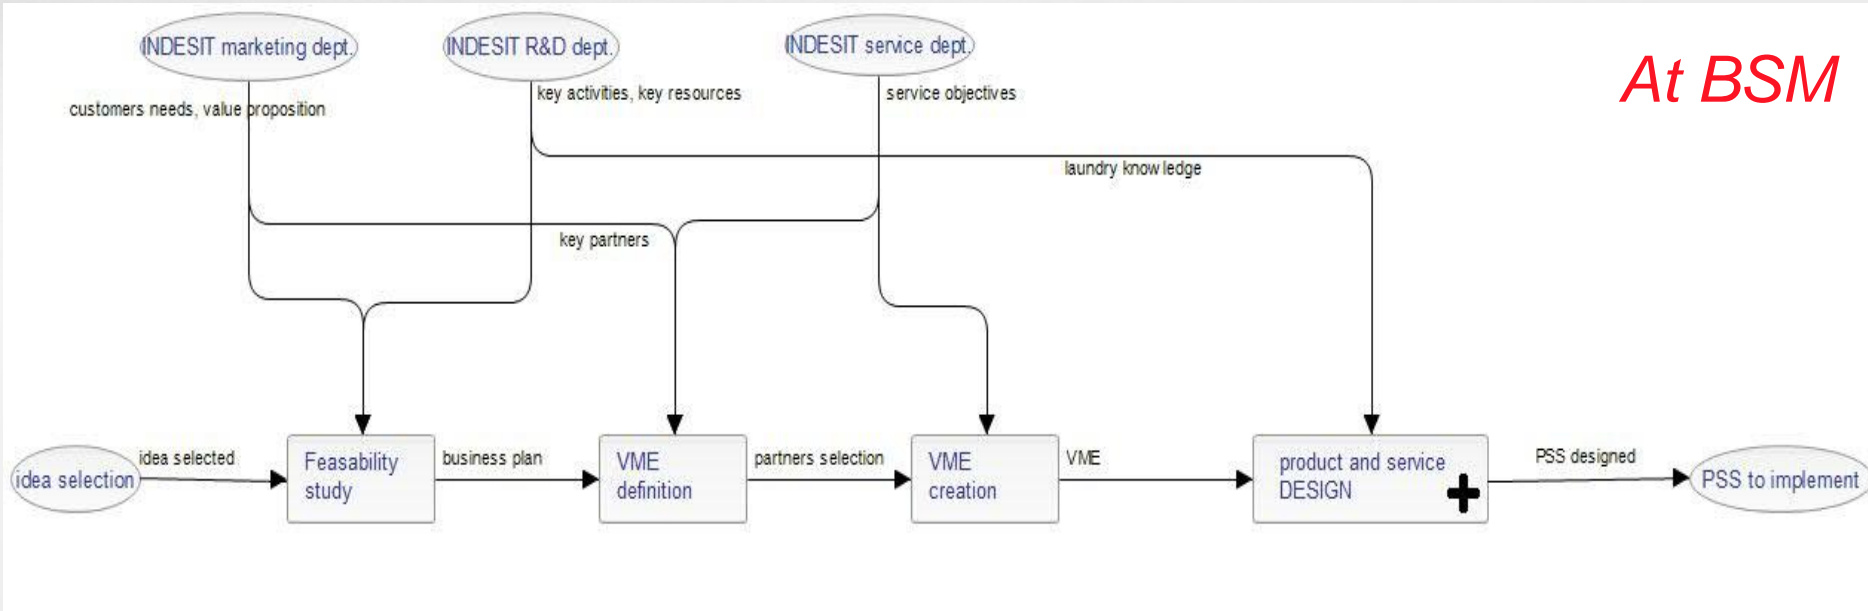 INDESIT marketing dept.
INDESIT R&D dept.
INDESIT service dept.
At BSM
customers needs, value proposition
key activities, key resources
service objectives
laundry knowledge
key partners
idea selection
idea selected
Feasability
study
business plan
VME
definition
partners selection
VME
creation
VME
product and service
DESIGN
PSS designed
PSS to implement